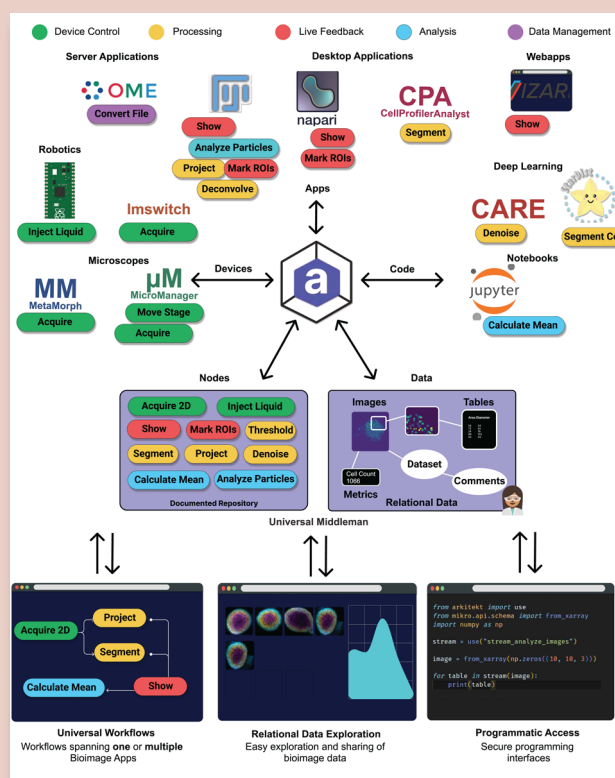 Device Control
Processing
Live Feedback
Analysis
Data Management
Server Applications
Desktop Applications
Webapps
OME
Convert File
Show
Analyze Particles
Project
Mark ROIs
Deconvolve
napari
Show
Mark ROIs
CPA
CellProfilerAnalyst
Segment
Show
Robotics
Inject Liquid
Imswitch
Acquire
Apps
Deep Learning
CARE
Denoise
Stardist
Microscopes
MM
MetaMorph
Acquire
µM
MicroManager
Move Stage
Acquire
Devices
a
Code
Notebooks
jupyter
Calculate Mean
Nodes
Acquire 2D
Inject Liquid
Show
Mark ROIs
Threshold
Segment
Project
Denoise
Calculate Mean
Analyze Particles
Documented Repository
Data
Images
Tables
Area Diameter
Cell Count
1066
Metrics
Dataset
Comments
Relational Data
Universal Middleman
Acquire 2D
Project
Segment
Calculate Mean
Show
from arkitekt import use
from mikro.api.schema import from_xarray
import numpy as np
stream = use("stream_analyze_images")
image = from_xarray(np.zeros((10, 10, 3)))
for table in stream(image):
print(table)
Universal Workflows
Workflows spanning one or multiple
Bioimage Apps
Relational Data Exploration
Easy exploration and sharing of
bioimage data
Programmatic Access
Secure programming
interfaces